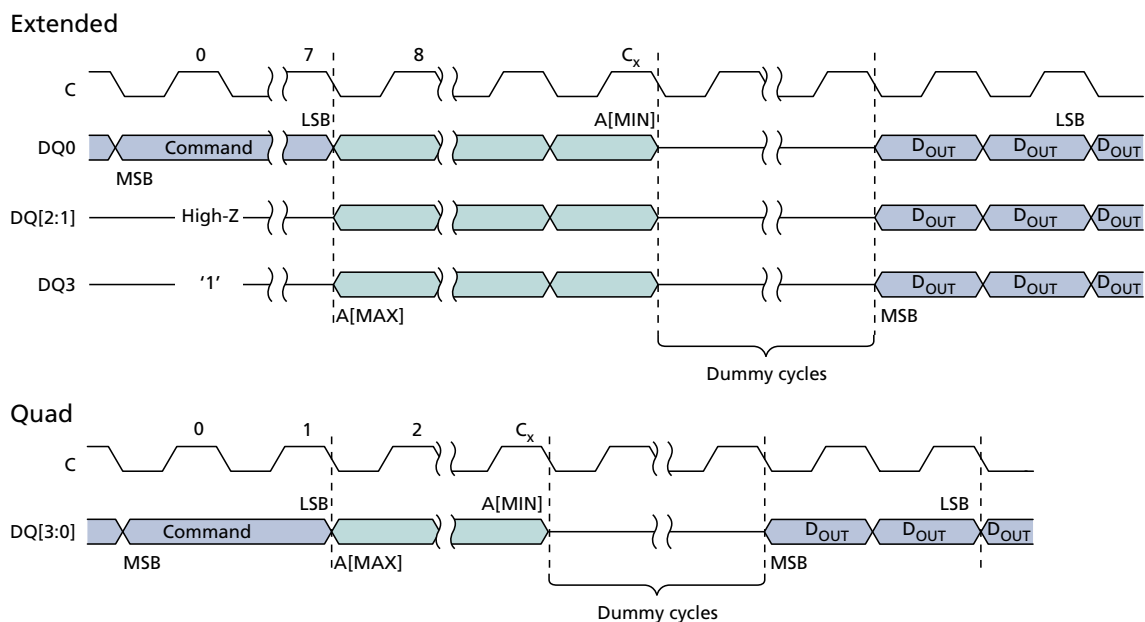 Extended
0 7 8 Cx
C
LSB A[MIN] LSB
DQ0 Command DOUT DOUT DOUT
MSB
DQ[2:1] High-Z DOUT DOUT DOUT
DQ3 ‘1’ DOUT DOUT DOUT
A[MAX] MSB
Dummy cycles
Quad
0 1 2 Cx
C
LSB A[MIN] LSB
DQ[3:0] Command DOUT DOUT DOUT
MSB A[MAX] MSB
Dummy cycles